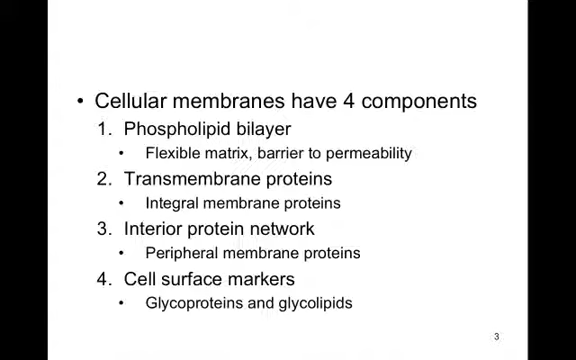 • Cellular membranes have 4 components
1. Phospholipid bilayer
• Flexible matrix, barrier to permeability
2. Transmembrane proteins
• Integral membrane proteins
3. Interior protein network
• Peripheral membrane proteins
4. Cell surface markers
• Glycoproteins and glycolipids
3